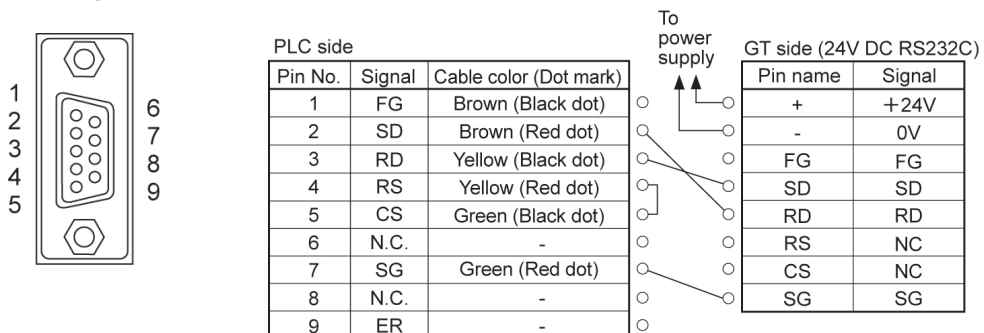 To
power
supply
PLC side
GT side (24V DC RS232C)
Pin No. Signal Cable color (Dot mark)
Pin name Signal
1 FG Brown (Black dot)
+ +24V
2 SD Brown (Red dot)
- 0V
3 RD Yellow (Black dot)
FG FG
4 RS Yellow (Red dot)
SD SD
5 CS Green (Black dot)
RD RD
6 N.C. -
RS NC
7 SG Green (Red dot)
CS NC
8 N.C. -
SG SG
9 ER -
1
2
3
4
5
6
7
8
9